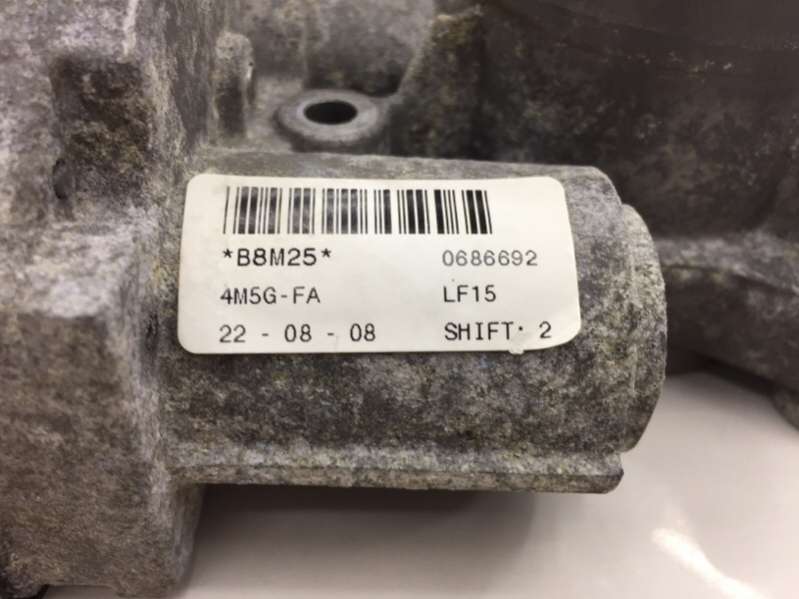 *B8M25* 0686692
4M5G-FA LF15
22 - 08 - 08 SHIFT: 2